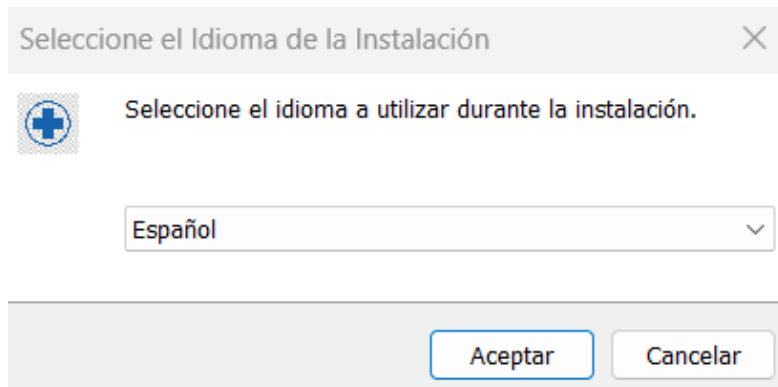 Seleccione el Idioma de la Instalación
Seleccione el idioma a utilizar durante la instalación.
Español
Aceptar
Cancelar